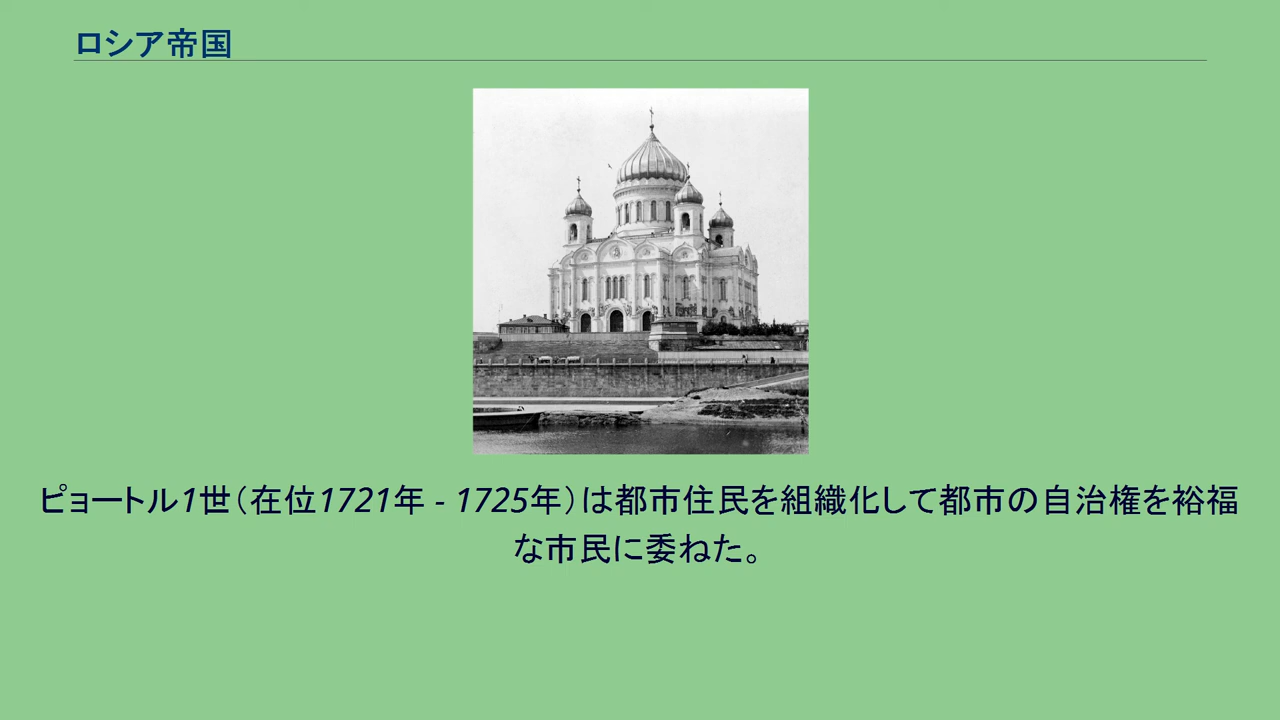 ロシア帝国
ピョートル1世（在位1721年 - 1725年）は都市住民を組織化して都市の自治権を裕福
な市民に委ねた。